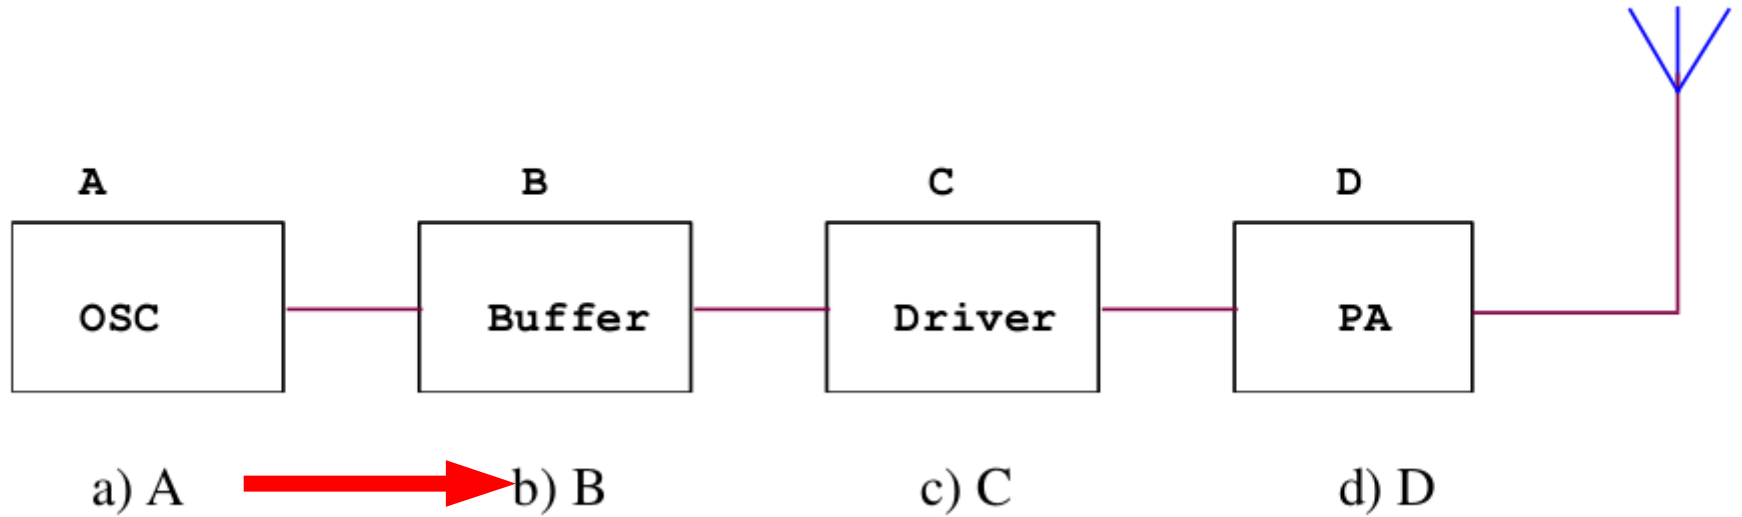 A B C D
OSC Buffer Driver PA
a) A b) B c) C d) D